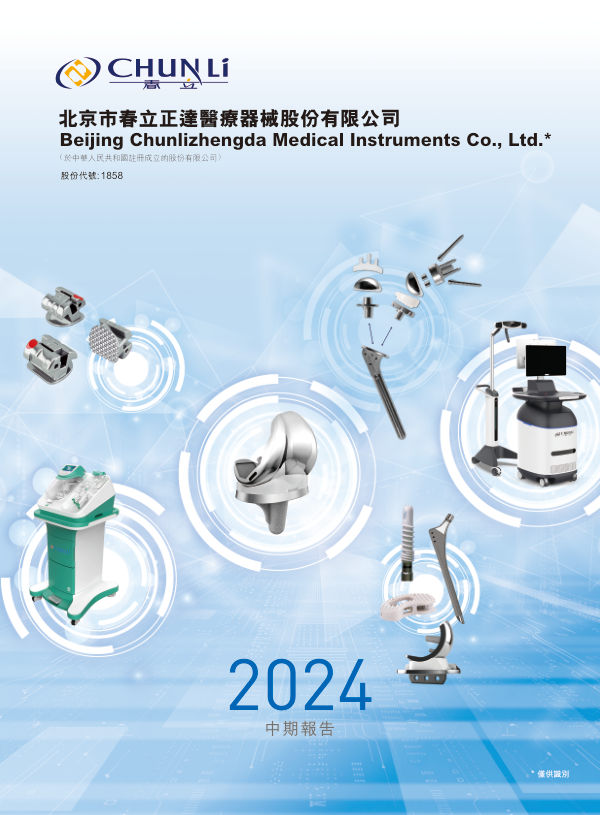 CHUNLi
春立
北京市春立正達醫療器械股份有限公司
Beijing Chunlizhengda Medical Instruments Co., Ltd.*
（於中華人民共和國註冊成立的股份有限公司）
股份代號: 1858
2024
中期報告
* 僅供識別